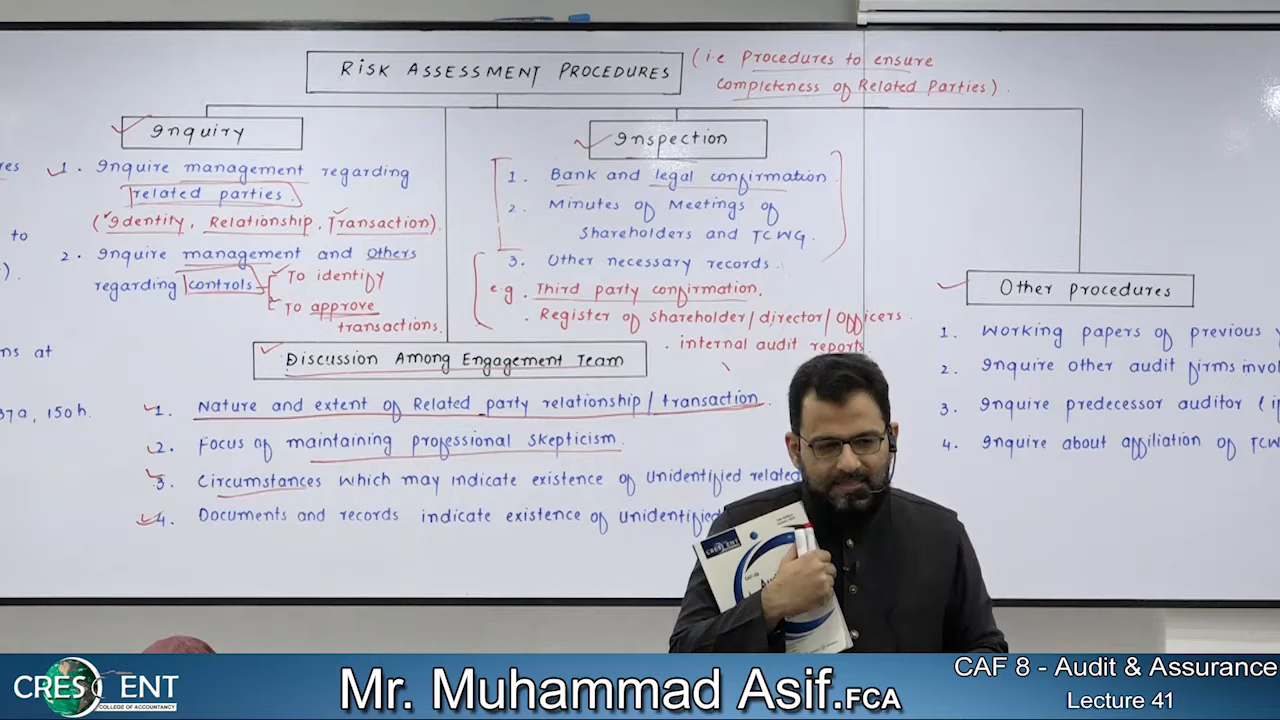 RISK ASSESSMENT PROCEDURES
(i.e Procedures to ensure
completeness of Related Parties).
Inquiry
1. Inquire management regarding
related parties.
(Identity, Relationship, Transaction).
2. Inquire management and others
regarding controls
To identify
To approve
transactions.
Inspection
1. Bank and legal confirmation
2. Minutes of Meetings of
shareholders and TCWG.
3. Other necessary records.
e.g. Third party confirmation.
. Register of shareholder/director/officers.
. internal audit reports
Discussion Among Engagement Team
1. Nature and extent of Related party relationship/transaction.
2. Focus of maintaining professional skepticism.
3. Circumstances which may indicate existence of unidentified related
4. Documents and records indicate existence of unidentified
Other procedures
1. Working papers of previous
2. Inquire other audit firms
3. Inquire predecessor auditor
4. Inquire about affiliation of
to
at
150h.
CRESCENT
CRESCENT
COLLEGE OF ACCOUNTANCY
Mr. Muhammad Asif.FCA
CAF 8 - Audit & Assurance
Lecture 41